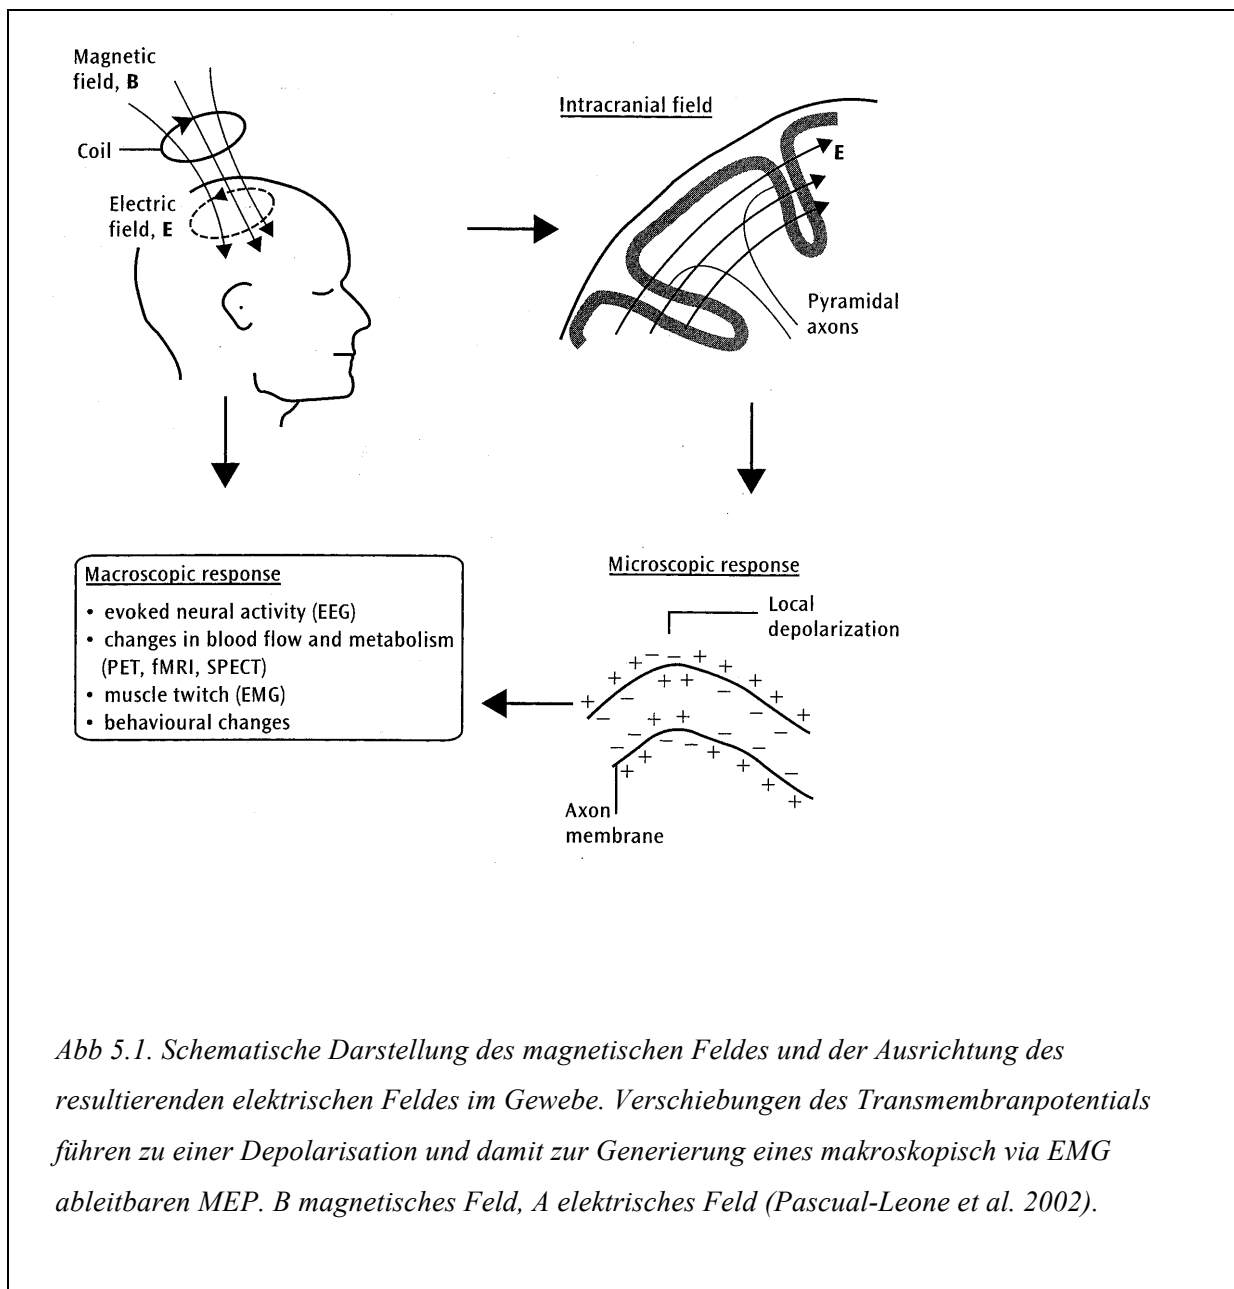 Magnetic
field, B
Coil
Electric
field, E
Intracranial field
E
Pyramidal
axons
Macroscopic response
• evoked neural activity (EEG)
• changes in blood flow and metabolism
(PET, fMRI, SPECT)
• muscle twitch (EMG)
• behavioural changes
Microscopic response
Local
depolarization
Axon
membrane
Abb 5.1. Schematische Darstellung des magnetischen Feldes und der Ausrichtung des
resultierenden elektrischen Feldes im Gewebe. Verschiebungen des Transmembranpotentials
führen zu einer Depolarisation und damit zur Generierung eines makroskopisch via EMG
ableitbaren MEP. B magnetisches Feld, A elektrisches Feld (Pascual-Leone et al. 2002).